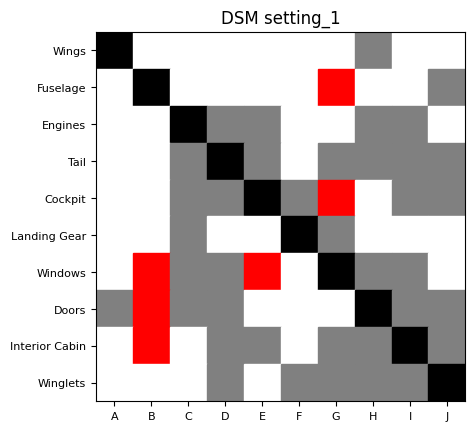 DSM setting_1
Wings
Fuselage
Engines
Tail
Cockpit
Landing Gear
Windows
Doors
Interior Cabin
Winglets
A B C D E F G H I J